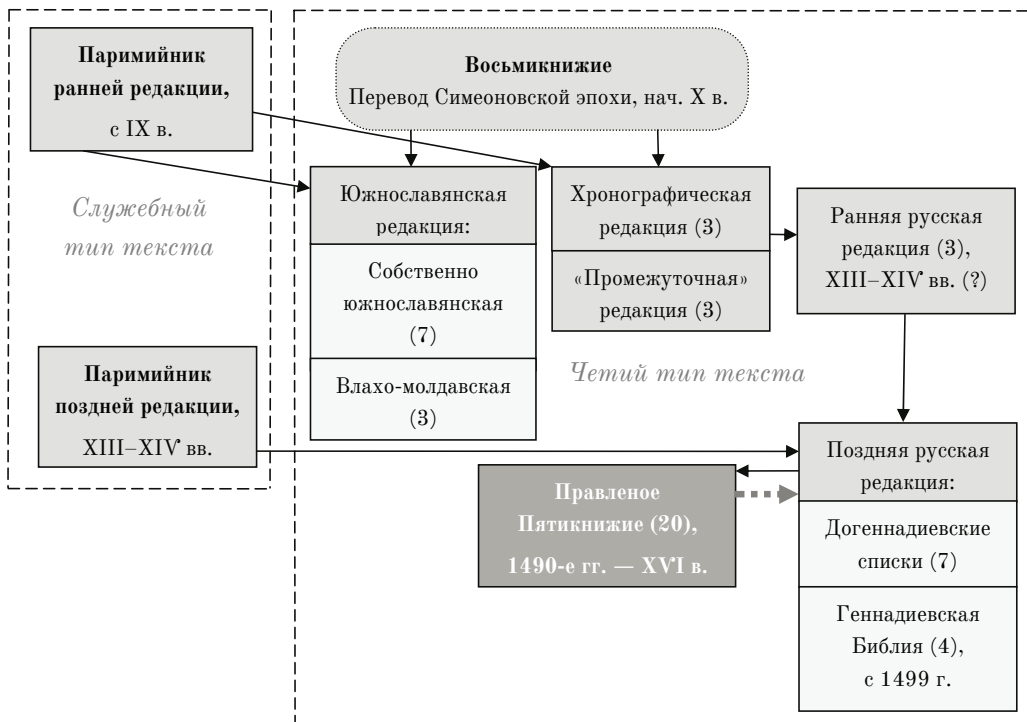 Паримийник
ранней редакции,
с IX в.
Служебный
тип текста
Паримийник
поздней редакции,
XIII–XIV вв.
Восьмикнижие
Перевод Симеоновской эпохи, нач. X в.
Южнославянская
редакция:
Собственно
южнославянская
(7)
Влахо-молдавская
(3)
Хронографическая
редакция (3)
«Промежуточная»
редакция (3)
Ранняя русская
редакция (3),
XIII–XIV вв. (?)
Четий тип текста
Поздняя русская
редакция:
Догеннадиевские
списки (7)
Геннадиевская
Библия (4),
с 1499 г.
Правленое
Пятикнижие (20),
1490-е гг. — XVI в.